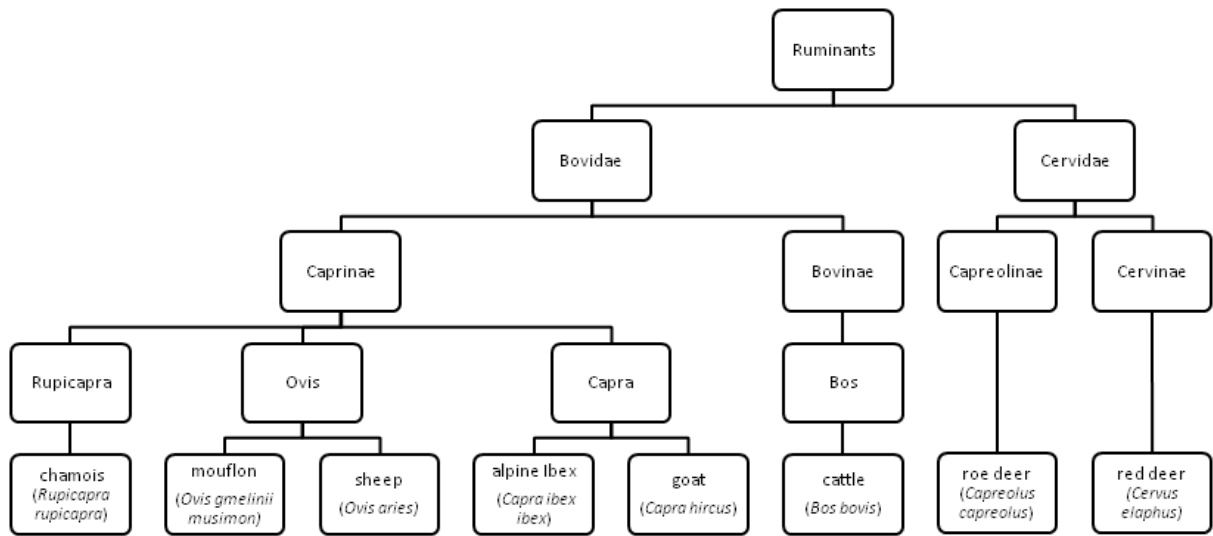 Ruminants
Bovidae
Cervidae
Caprinae
Bovinae
Capreolinae
Cervinae
Rupicapra
Ovis
Capra
Bos
chamois
(Rupicapra
rupicapra)
mouflon
(Ovis gmelinii
musimon)
sheep
(Ovis aries)
alpine Ibex
(Capra ibex
ibex)
goat
(Capra hircus)
cattle
(Bos bovis)
roe deer
(Capreolus
capreolus)
red deer
(Cervus
elaphus)